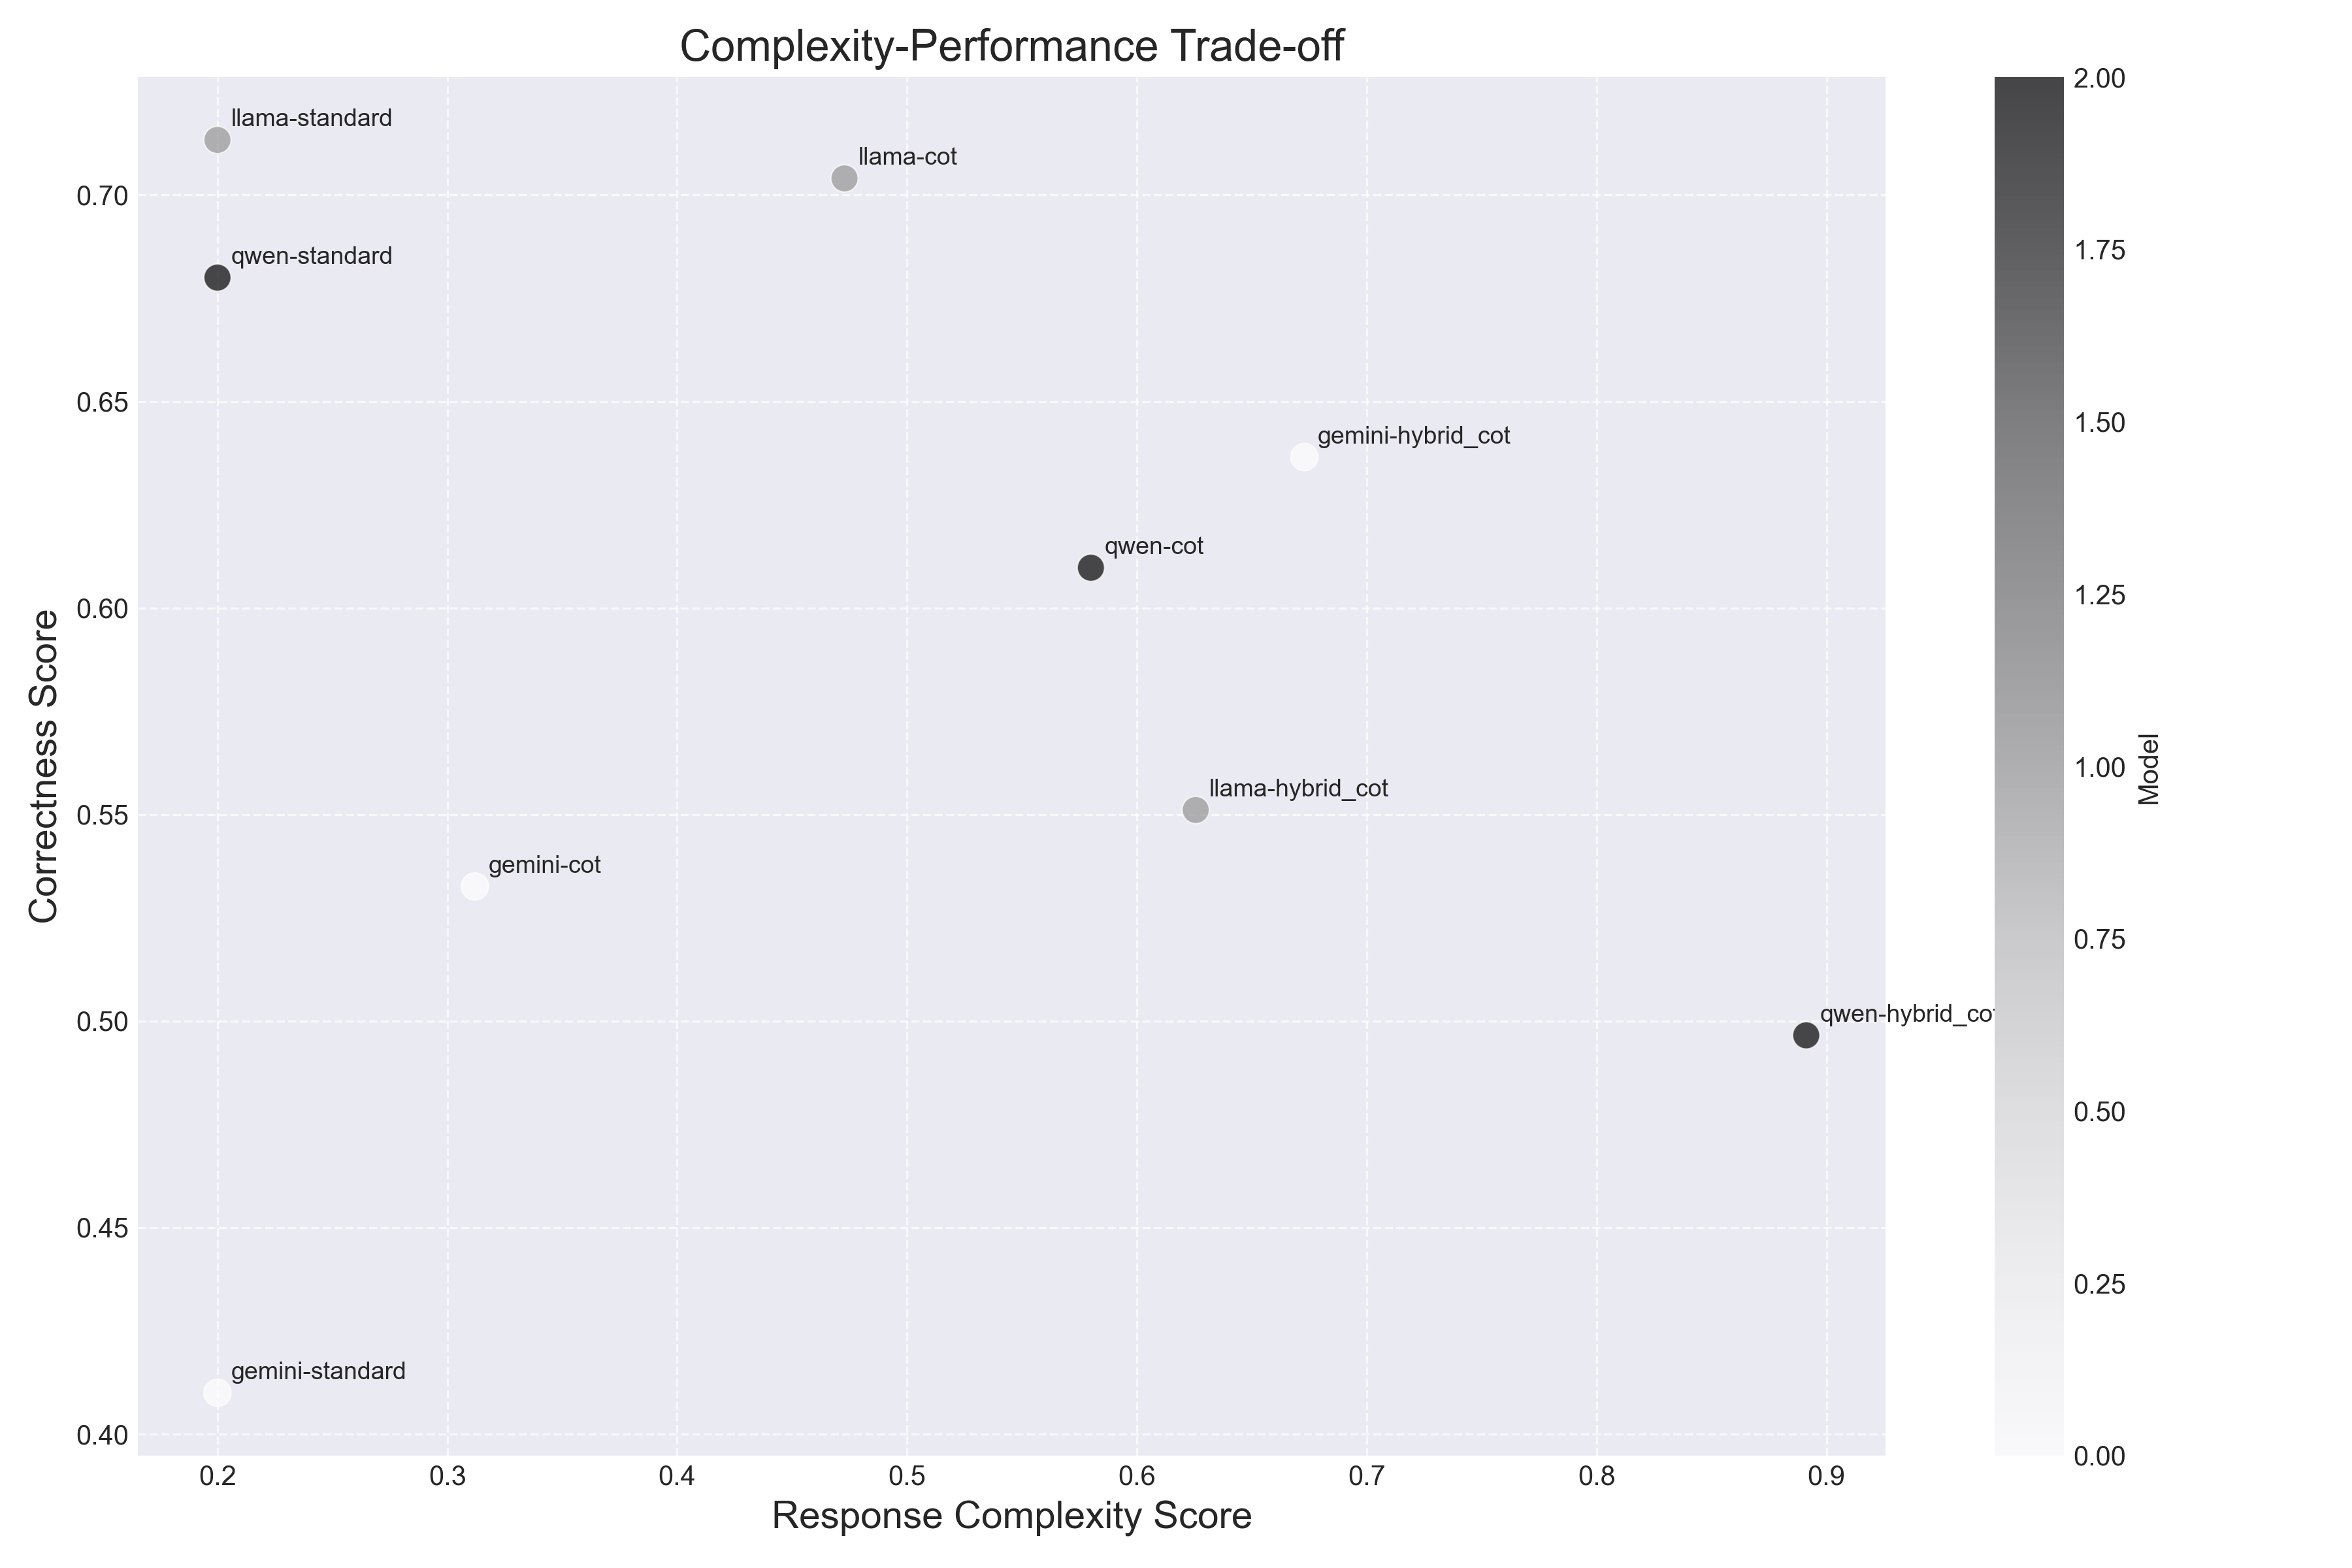 Complexity-Performance Trade-off
llama-standard
llama-cot
qwen-standard
gemini-hybrid_cot
qwen-cot
llama-hybrid_cot
gemini-cot
qwen-hybrid_cot
gemini-standard
Correctness Score
0.70
0.65
0.60
0.55
0.50
0.45
0.40
0.2 0.3 0.4 0.5 0.6 0.7 0.8 0.9
Response Complexity Score
2.00
1.75
1.50
1.25
1.00
0.75
0.50
0.25
0.00
Model